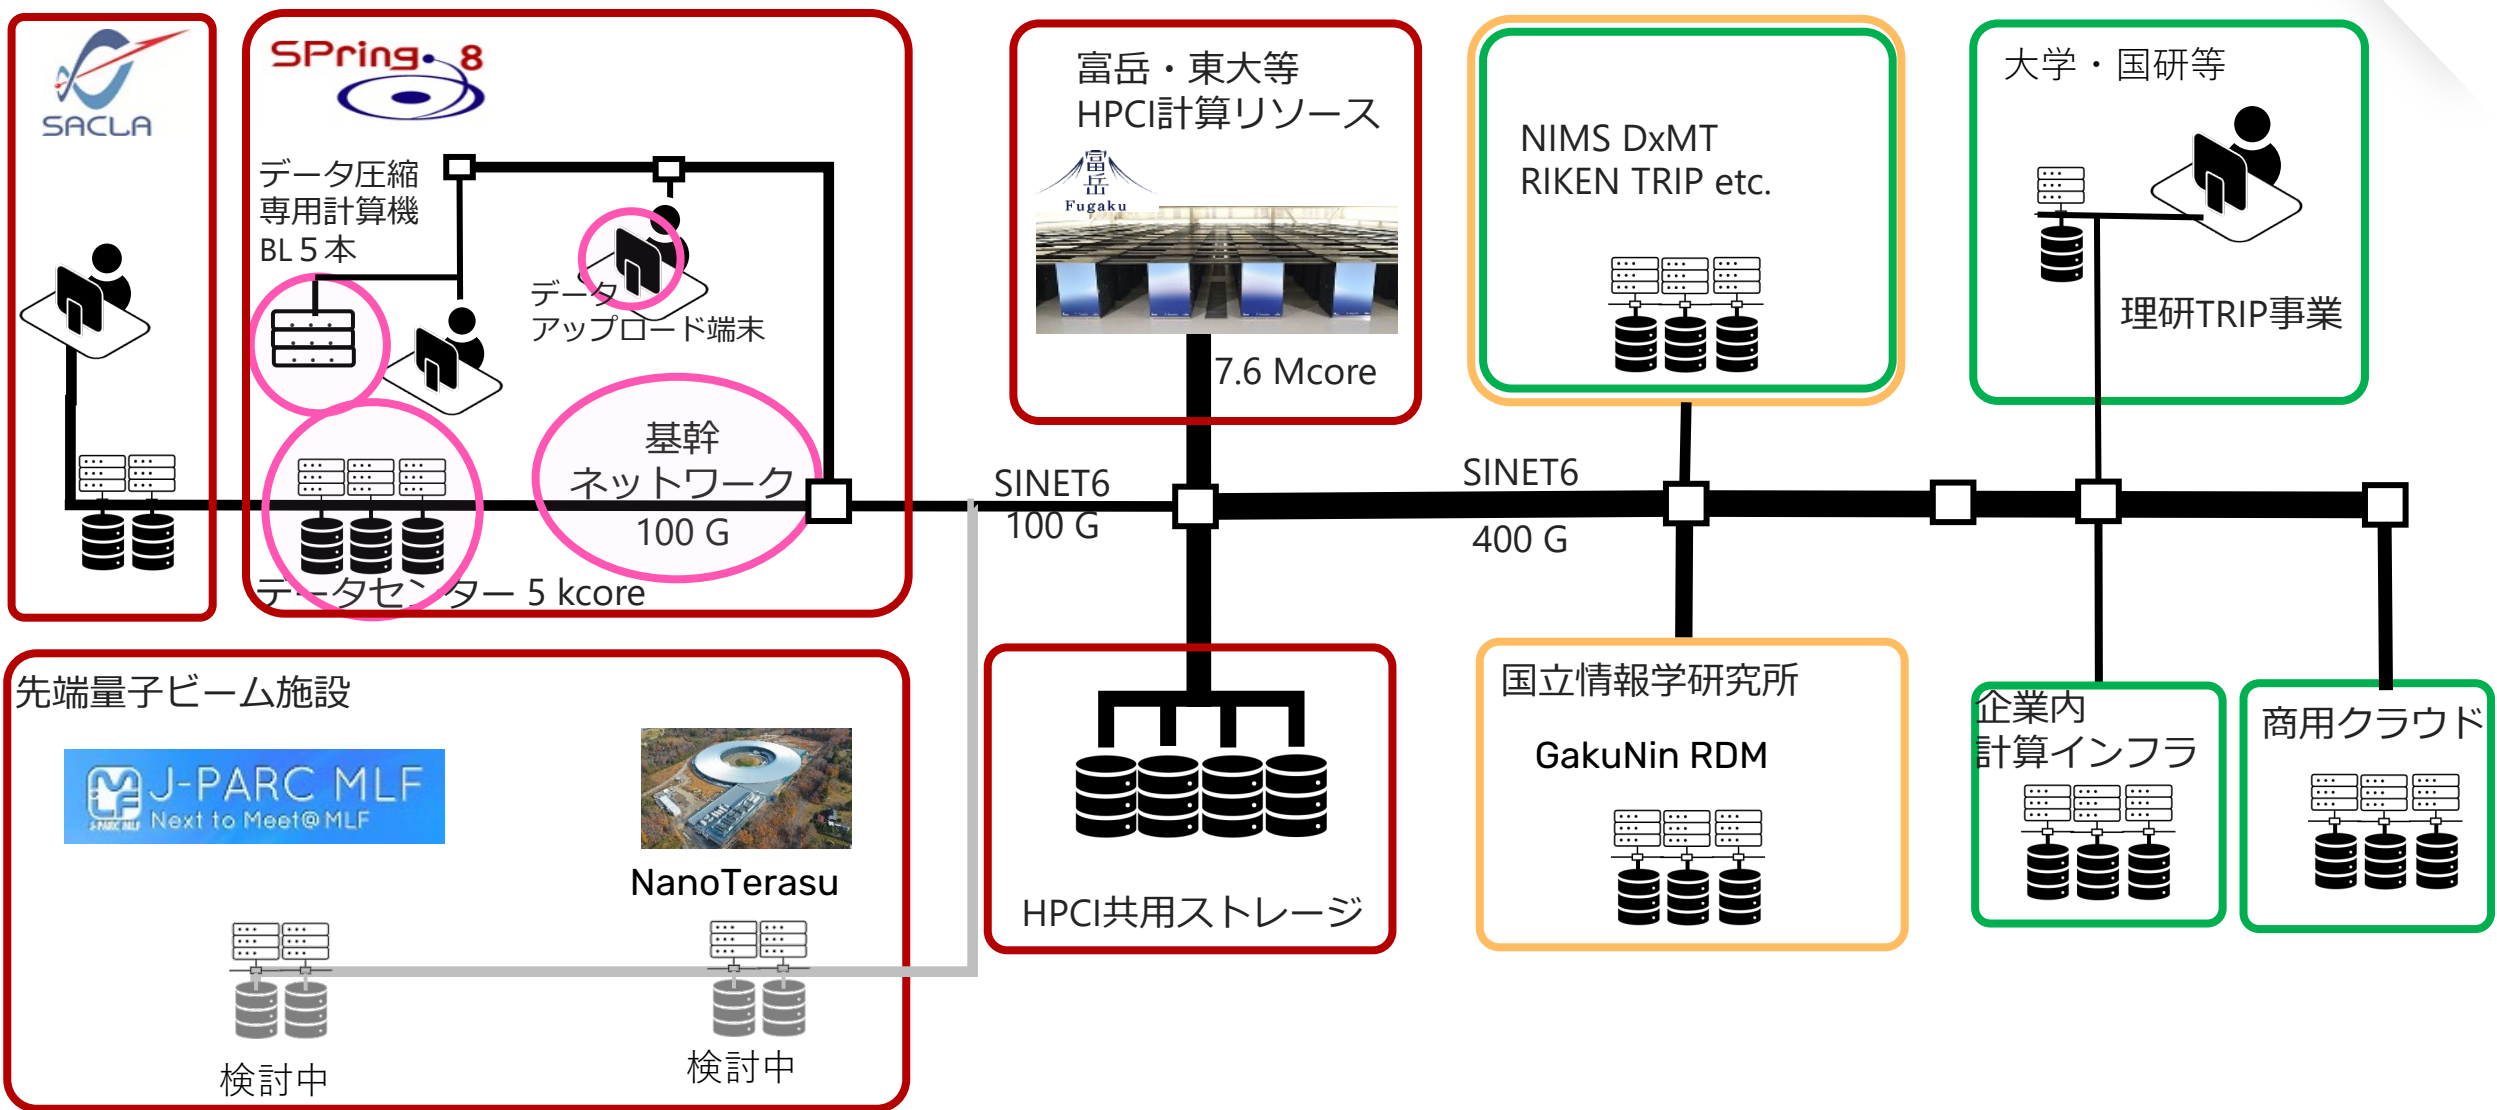 SACLA
SPring-8
データ圧縮
専用計算機
BL５本
データ
アップロード端末
基幹
ネットワーク
100 G
データセンター 5 kcore
富岳・東大等
HPCI計算リソース
富岳
Fugaku
7.6 Mcore
NIMS DxMT
RIKEN TRIP etc.
大学・国研等
理研TRIP事業
SINET6
100 G
SINET6
400 G
先端量子ビーム施設
MLF
J-PARC MLF
J-PARC MLF
Next to Meet@MLF
NanoTerasu
検討中
検討中
HPCI共用ストレージ
国立情報学研究所
GakuNin RDM
企業内
計算インフラ
商用クラウド